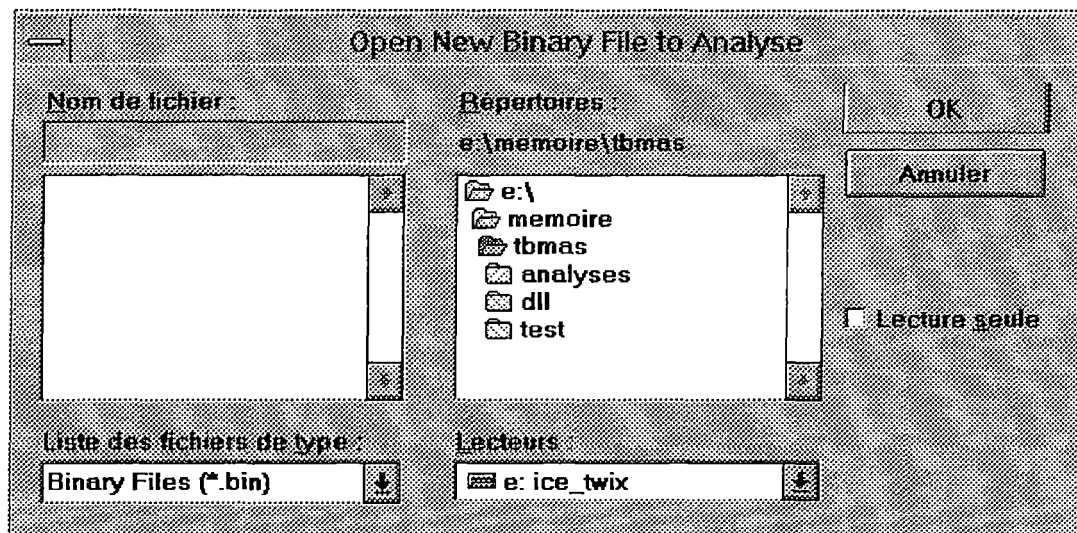 Open New Binary File to Analyse
Nom de fichier :
Répertoires :
e:\memoire\tbmas
OK
Annuler
e:\
memoire
tbmas
analyses
dll
test
Lecture seule
Liste des fichiers de type :
Binary Files (*.bin)
Lecteurs :
e: ice_twix